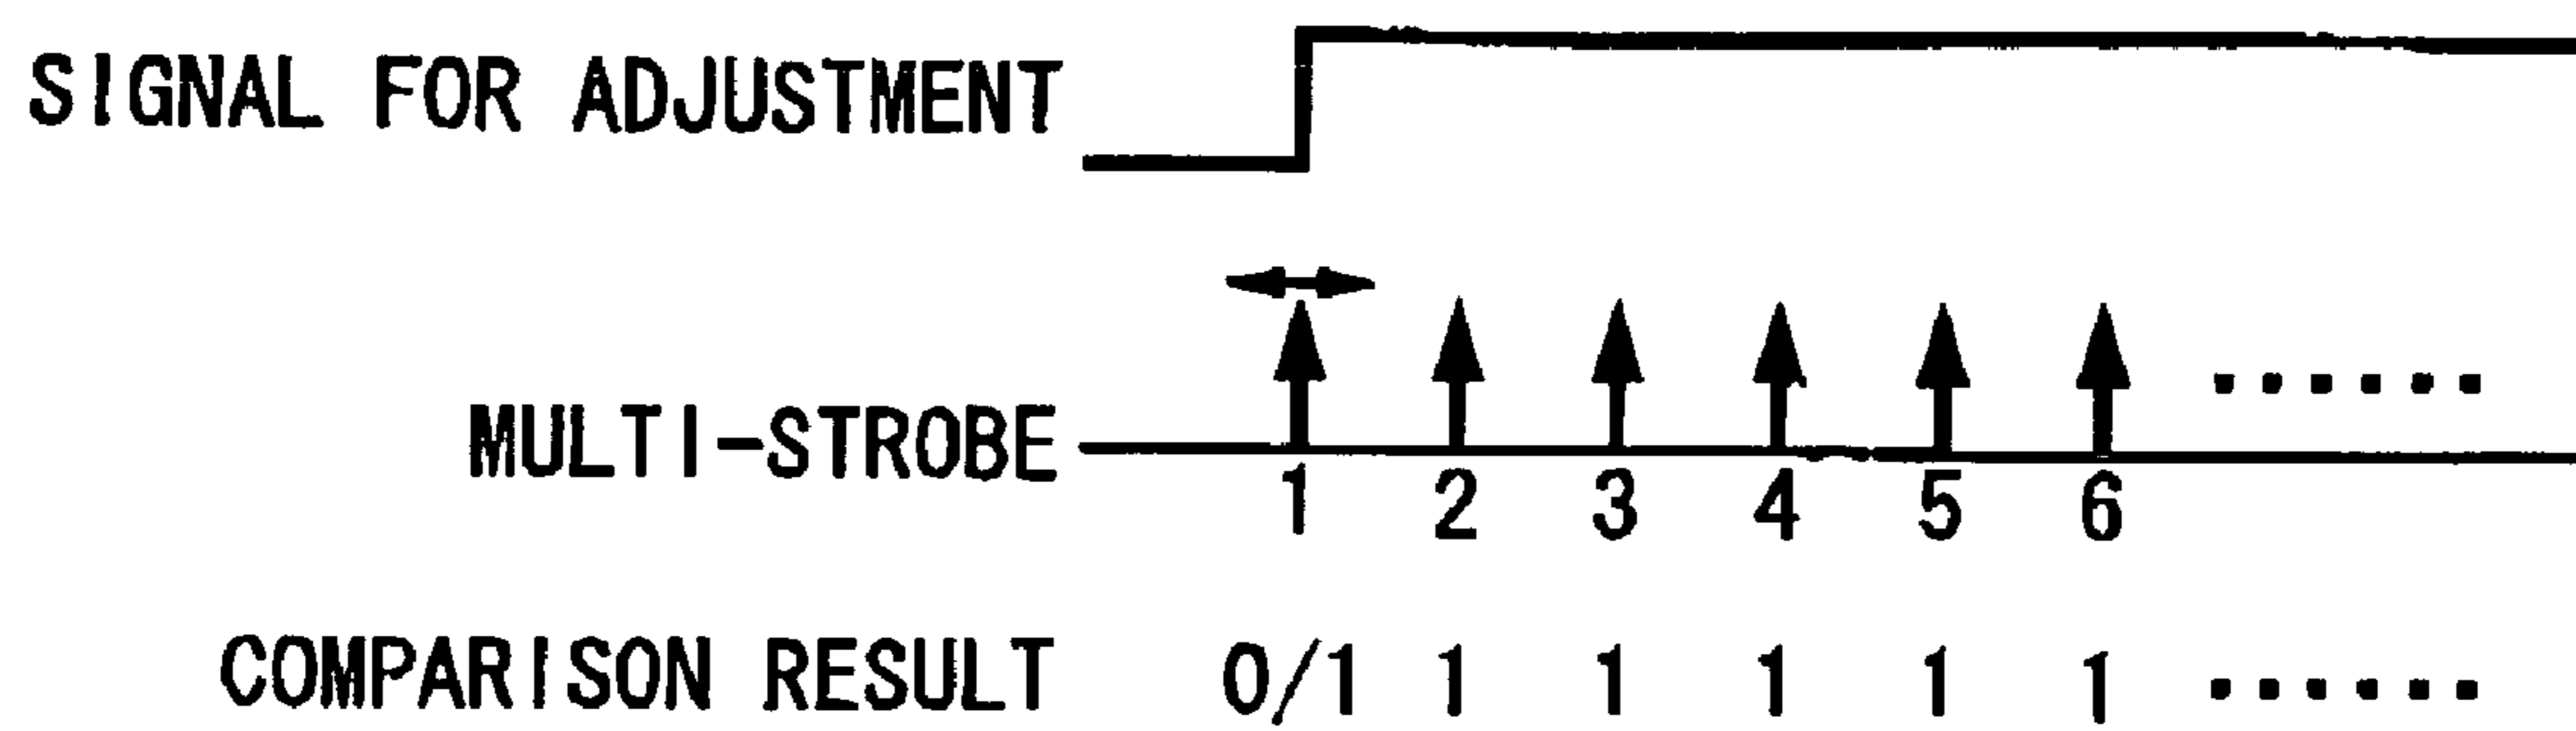 SIGNAL FOR ADJUSTMENT
MULTI-STROBE
1 2 3 4 5 6 ......
COMPARISON RESULT 0/1 1 1 1 1 1 ......